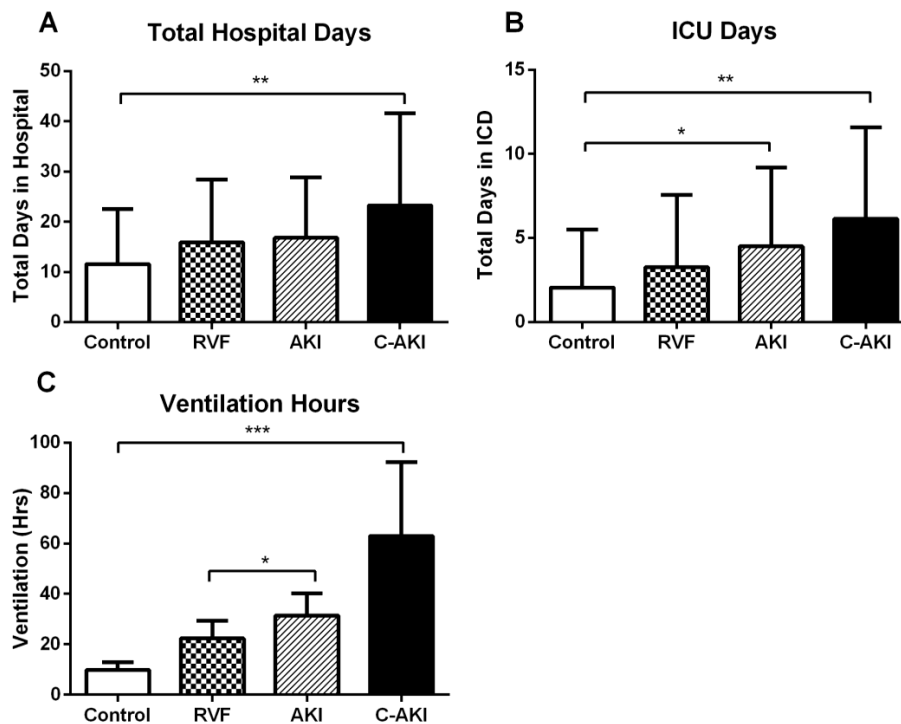 A
Total Hospital Days
Total Days in Hospital
50
40
30
20
10
0
**
Control RVF AKI C-AKI
B
ICU Days
Total Days in ICD
15
10
5
0
**
*
Control RVF AKI C-AKI
C
Ventilation Hours
Ventilation (Hrs)
100
80
60
40
20
0
***
*
Control RVF AKI C-AKI